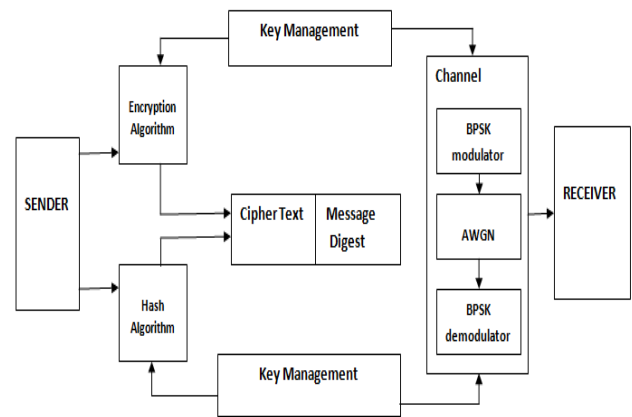 Key Management
Channel
Encryption
Algorithm
BPSK
modulator
SENDER
RECEIVER
Cipher Text
Message
Digest
AWGN
Hash
Algorithm
BPSK
demodulator
Key Management